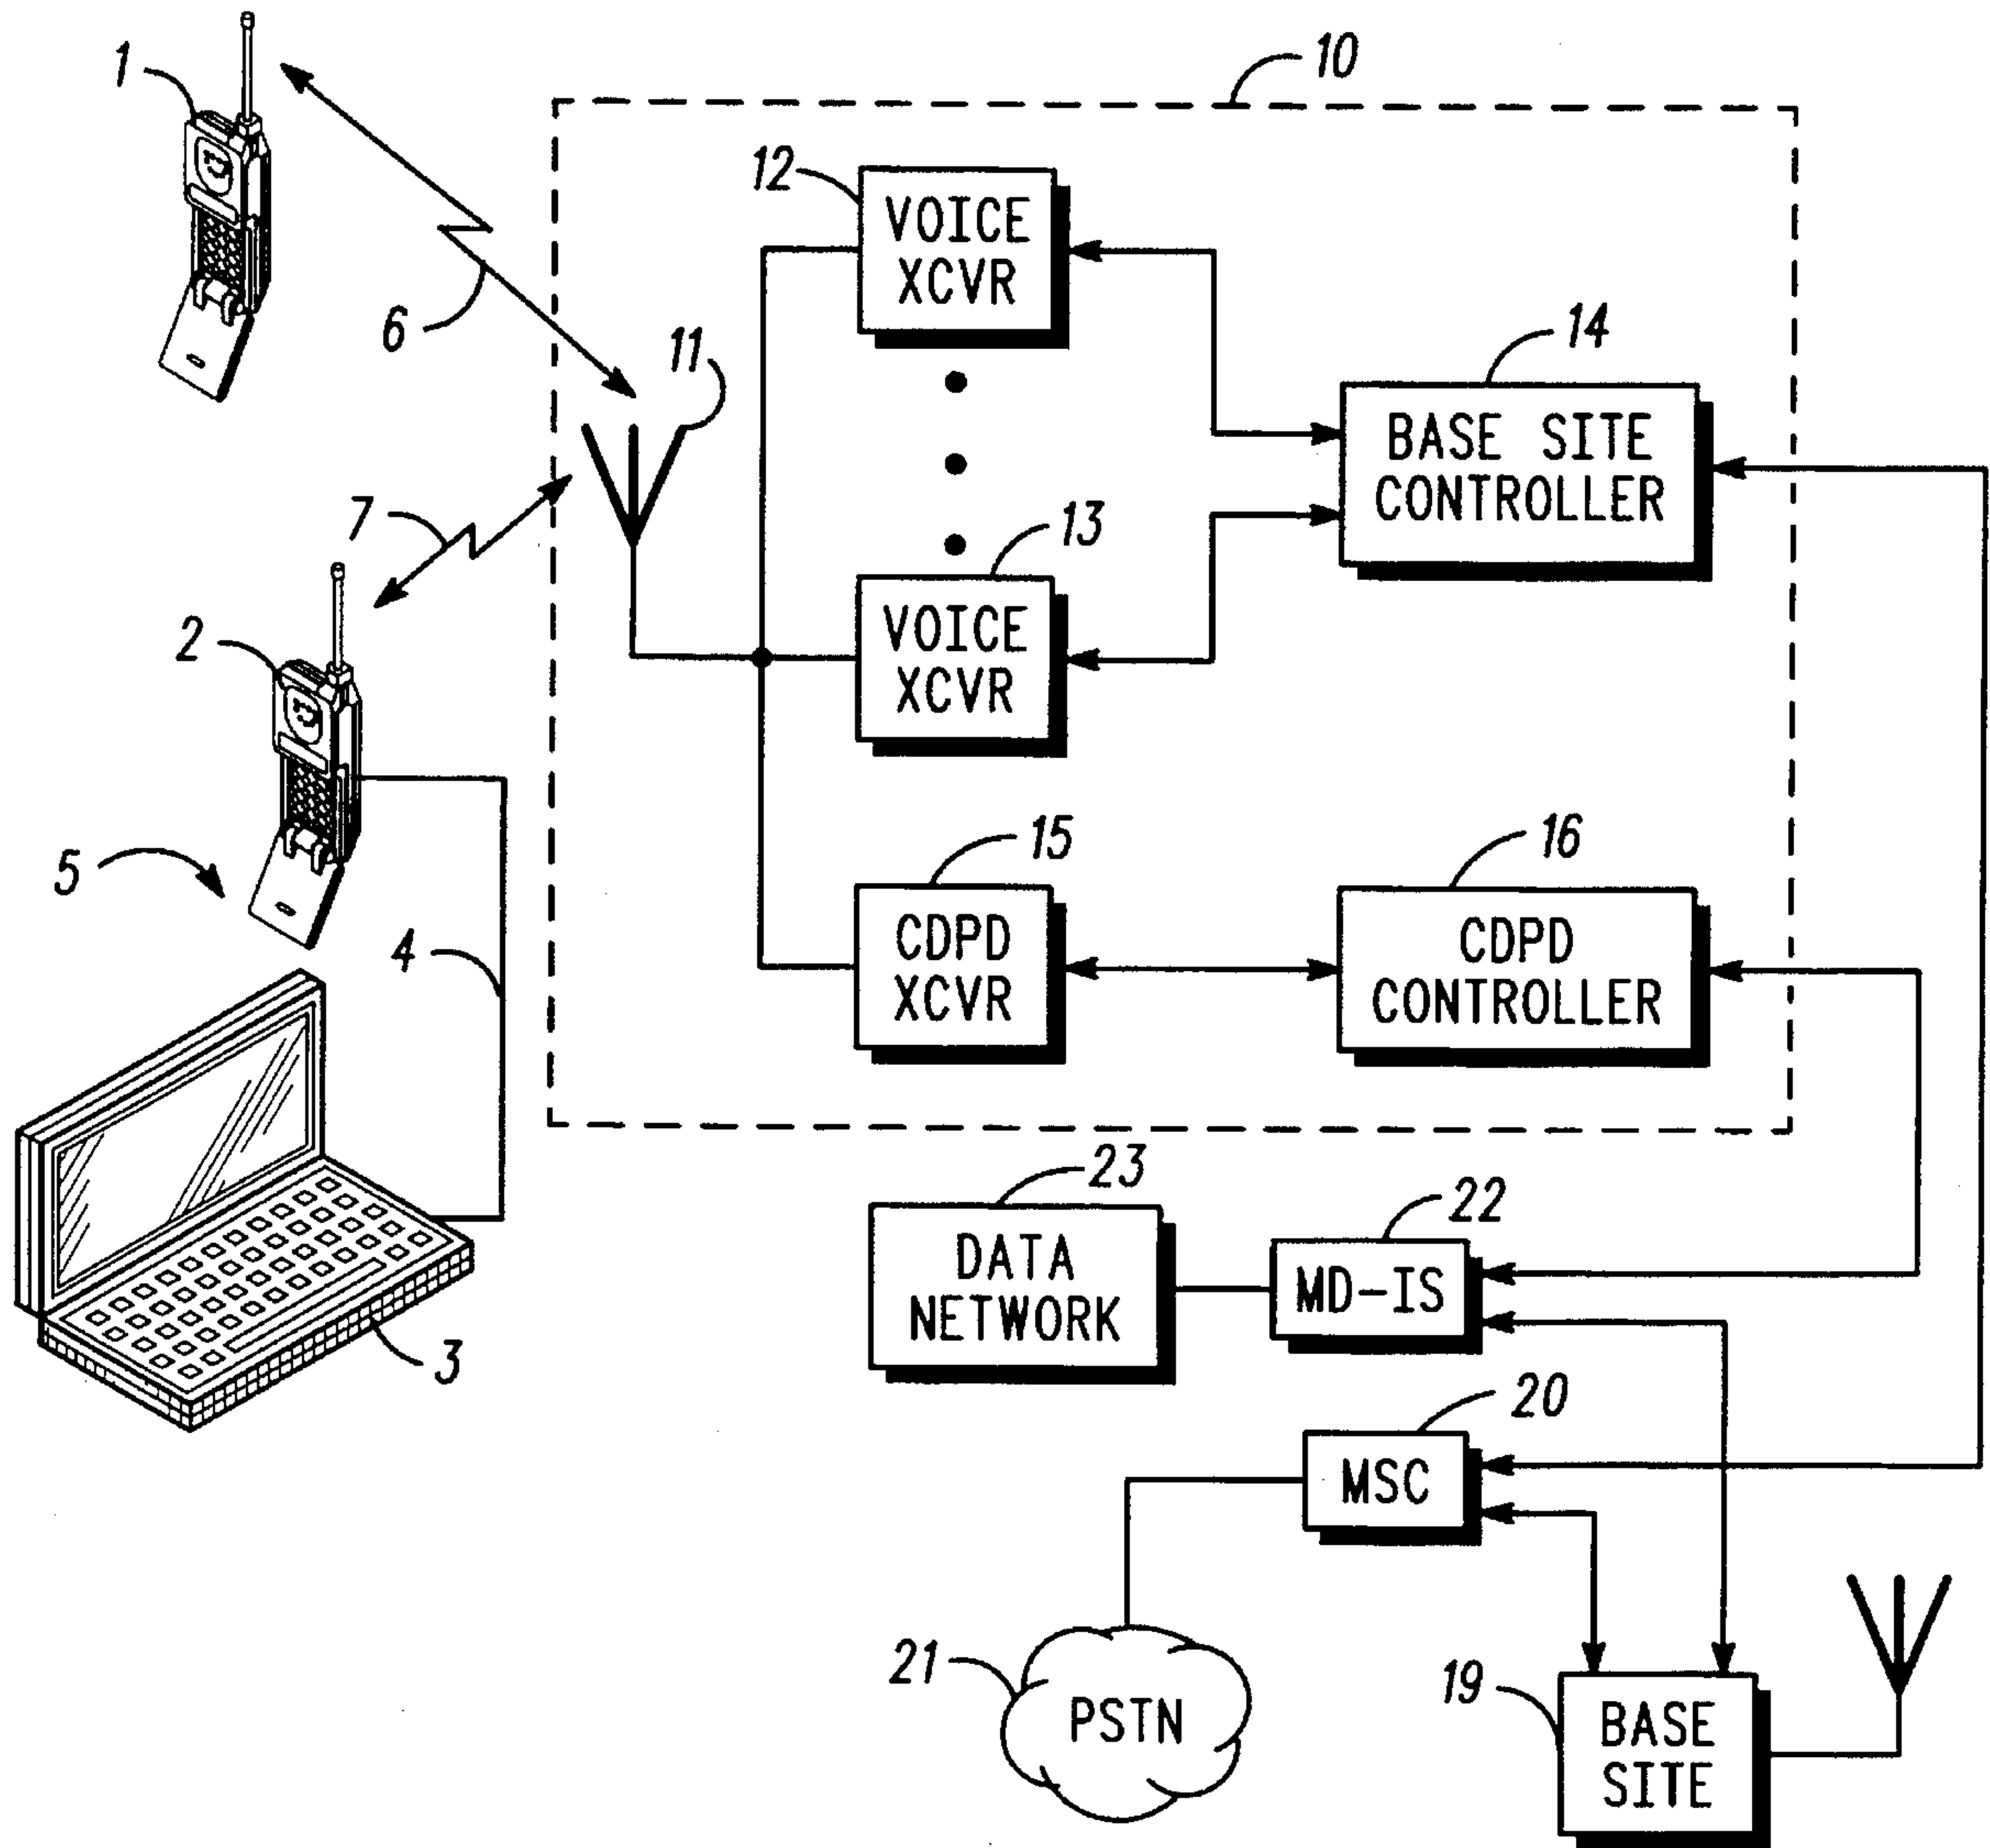 1
10
12
VOICE
XCVR
6
11
14
BASE SITE
CONTROLLER
7
13
VOICE
XCVR
2
5
15
16
CDPD
XCVR
CDPD
CONTROLLER
4
23
22
DATA
NETWORK
MD-IS
3
20
MSC
21
PSTN
19
BASE
SITE